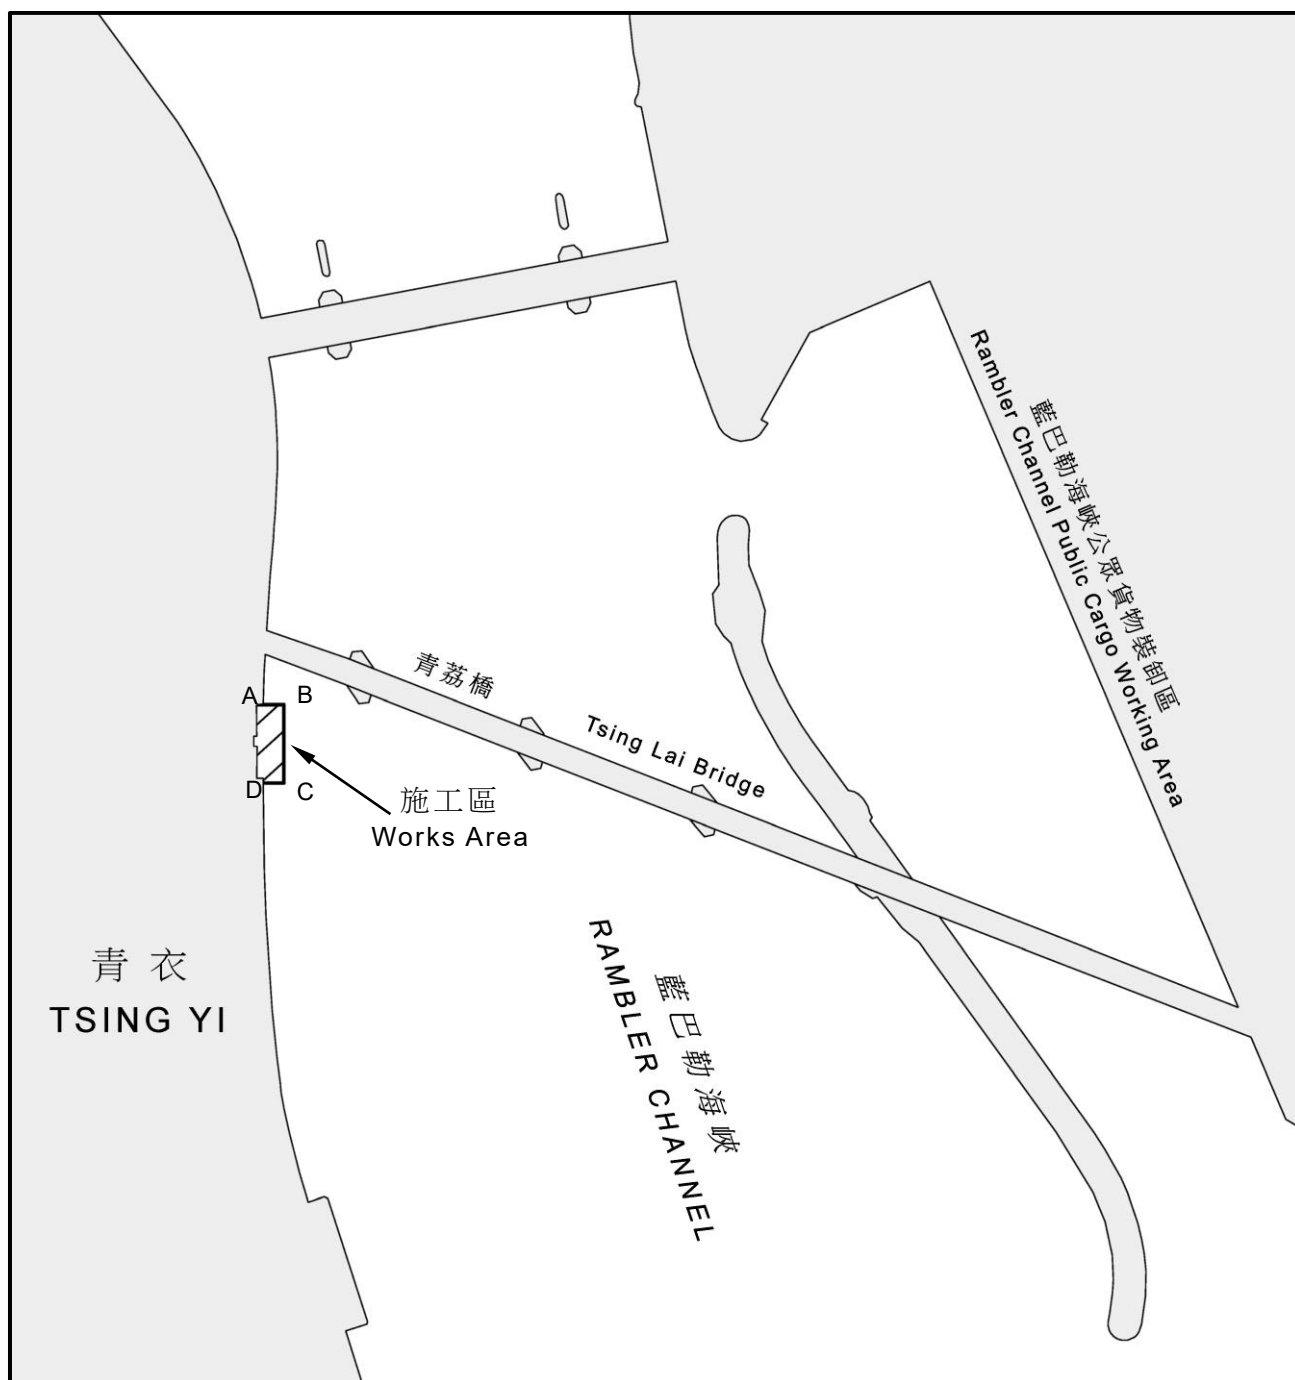 藍巴勒海峽公眾貨物裝卸區
Rambler Channel Public Cargo Working Area
青荔橋
Tsing Lai Bridge
A
B
D
C
施工區
Works Area
青衣
TSING YI
藍巴勒海峽
RAMBLER CHANNEL